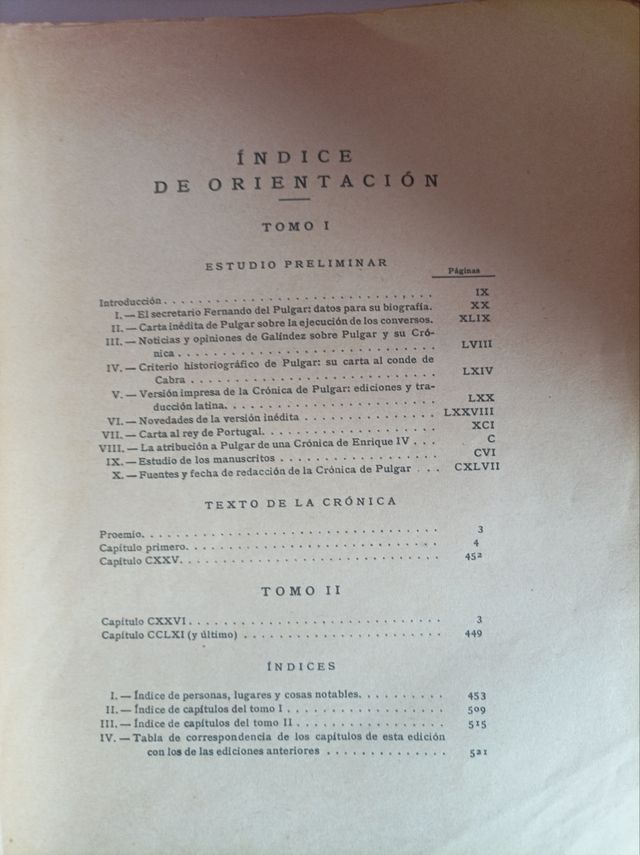 ÍNDICE
DE ORIENTACIÓN
TOMO I
ESTUDIO PRELIMINAR
Páginas
Introducción. . . . . . . . . . . . . . . . . . . . . . . . . . . . . . IX
I. — El secretario Fernando del Pulgar: datos para su biografía. XX
II. — Carta inédita de Pulgar sobre la ejecución de los conversos. XLIX
III. — Noticias y opiniones de Galíndez sobre Pulgar y su Cró-
nica . . . . . . . . . . . . . . . . . . . . . . . . . . . . . LVIII
IV. — Criterio historiográfico de Pulgar: su carta al conde de
Cabra . . . . . . . . . . . . . . . . . . . . . . . . . . . . LXIV
V. — Versión impresa de la Crónica de Pulgar: ediciones y tra-
ducción latina. . . . . . . . . . . . . . . . . . . . . . . . LXX
VI. — Novedades de la versión inédita . . . . . . . . . . . . . . LXXVIII
VII. — Carta al rey de Portugal. . . . . . . . . . . . . . . . . . . XCI
VIII. — La atribución a Pulgar de una Crónica de Enrique IV . . . C
IX. — Estudio de los manuscritos . . . . . . . . . . . . . . . . . CVI
X. — Fuentes y fecha de redacción de la Crónica de Pulgar . . . CXLVII
TEXTO DE LA CRÓNICA
Proemio. . . . . . . . . . . . . . . . . . . . . . . . . . . . . . . . 3
Capítulo primero. . . . . . . . . . . . . . . . . . . . . . . . . . . 4
Capítulo CXXV. . . . . . . . . . . . . . . . . . . . . . . . . . . . 452
TOMO II
Capítulo CXXVI . . . . . . . . . . . . . . . . . . . . . . . . . . . 3
Capítulo CCLXI (y último) . . . . . . . . . . . . . . . . . . . . . 449
ÍNDICES
I. — Índice de personas, lugares y cosas notables. . . . . . . . . . 453
II. — Índice de capítulos del tomo I . . . . . . . . . . . . . . . . 509
III. — Índice de capítulos del tomo II . . . . . . . . . . . . . . . 515
IV. — Tabla de correspondencia de los capítulos de esta edición
con los de las ediciones anteriores . . . . . . . . . . . . . 521